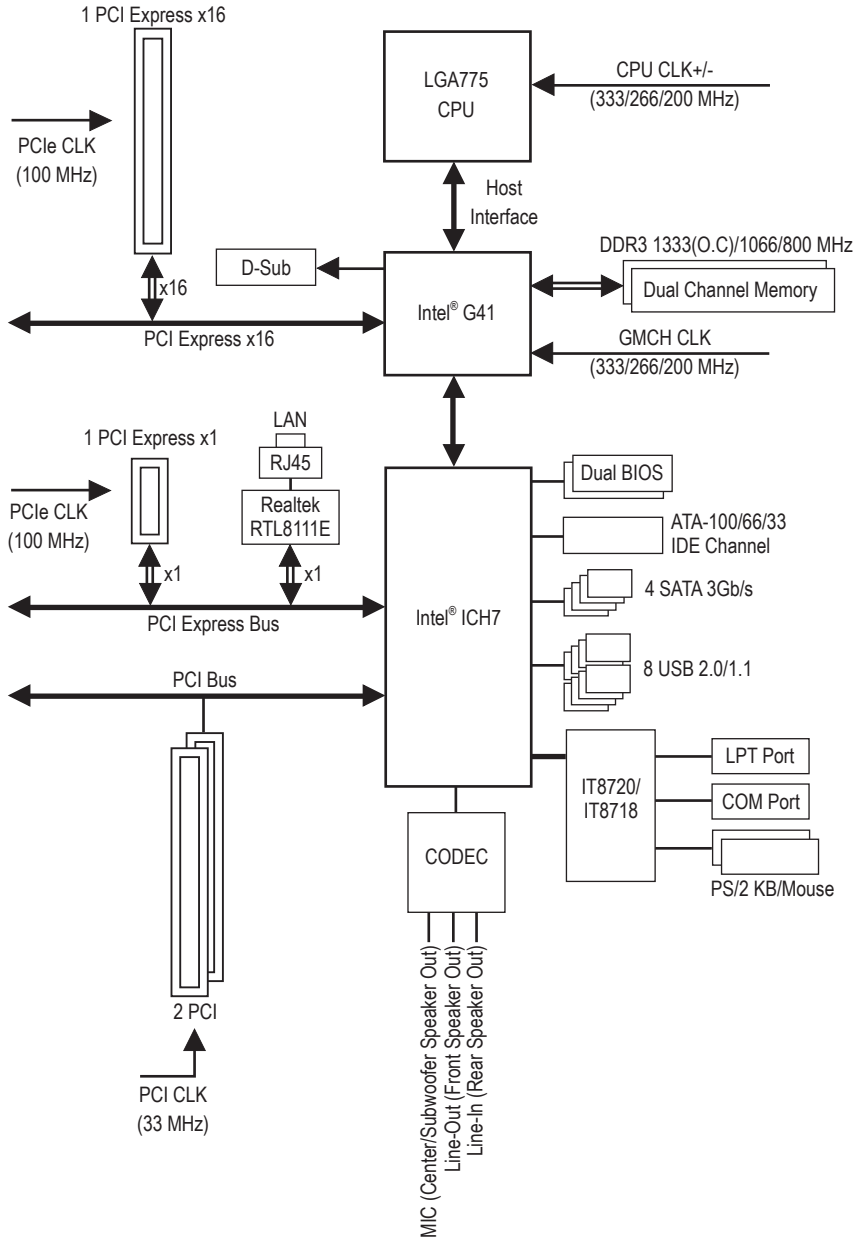 1 PCI Express x16
PCIe CLK
(100 MHz)
x16
PCI Express x16
LGA775
CPU
CPU CLK+/-
(333/266/200 MHz)
Host
Interface
D-Sub
Intel® G41
DDR3 1333(O.C)/1066/800 MHz
Dual Channel Memory
GMCH CLK
(333/266/200 MHz)
1 PCI Express x1
PCIe CLK
(100 MHz)
x1
LAN
RJ45
Realtek
RTL8111E
x1
PCI Express Bus
PCI Bus
Intel® ICH7
Dual BIOS
ATA-100/66/33
IDE Channel
4 SATA 3Gb/s
8 USB 2.0/1.1
IT8720/
IT8718
LPT Port
COM Port
PS/2 KB/Mouse
CODEC
MIC (Center/Subwoofer Speaker Out)
Line-Out (Front Speaker Out)
Line-In (Rear Speaker Out)
2 PCI
PCI CLK
(33 MHz)